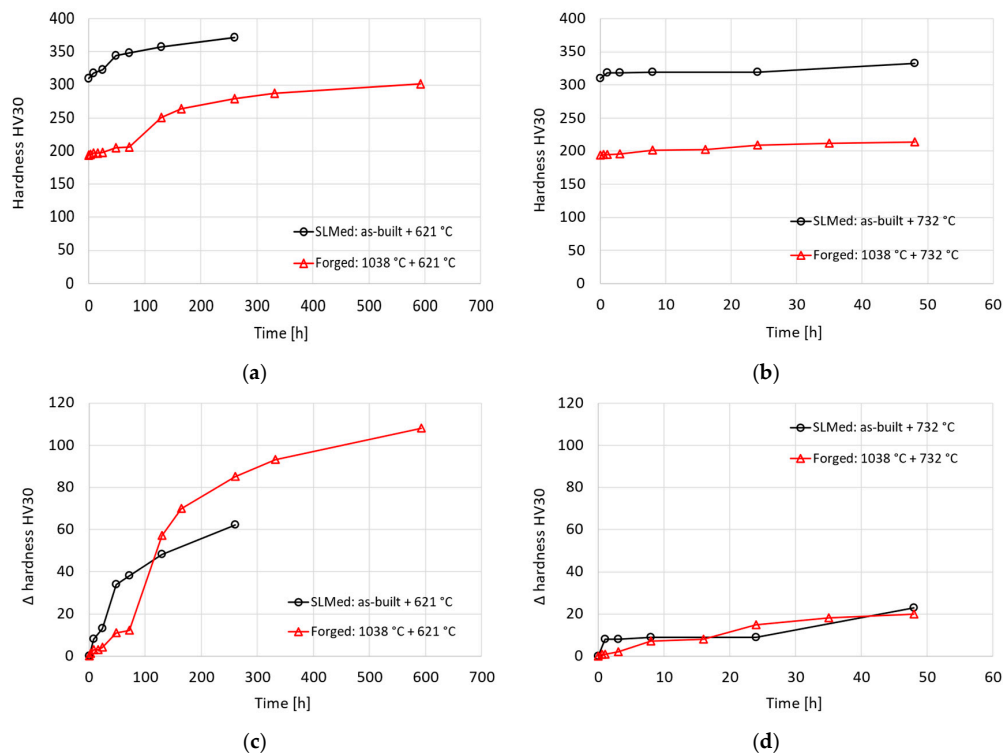 400
350
300
250
200
150
100
50
0
Hardness HV30
SLMed: as-built + 621 °C
Forged: 1038 °C + 621 °C
0 100 200 300 400 500 600 700
Time [h]
(a)
400
350
300
250
200
150
100
50
0
Hardness HV30
SLMed: as-built + 732 °C
Forged: 1038 °C + 732 °C
0 10 20 30 40 50 60
Time [h]
(b)
120
100
80
60
40
20
0
Δ hardness HV30
SLMed: as-built + 621 °C
Forged: 1038 °C + 621 °C
0 100 200 300 400 500 600 700
Time [h]
(c)
120
100
80
60
40
20
0
Δ hardness HV30
SLMed: as-built + 732 °C
Forged: 1038 °C + 732 °C
0 10 20 30 40 50 60
Time [h]
(d)